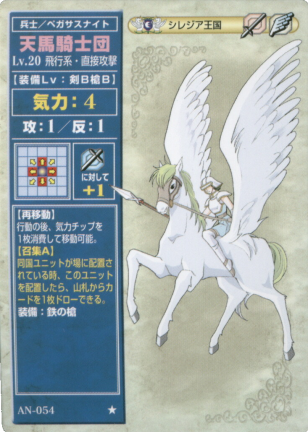 兵士／ペガサスナイト
シレジア王国
天馬騎士団
Lv.20 飛行系・直接攻撃
【装備Lv：剣B槍B】
気力：4
攻：1／反：1
に対して
+1
【再移動】
行動の後、気力チップを
1枚消費して移動可能。
【召集A】
同国ユニットが場に配置
されている時、このユニット
を配置したら、山札からカー
ドを1枚ドローできる。
装備：鉄の槍
AN-054
★